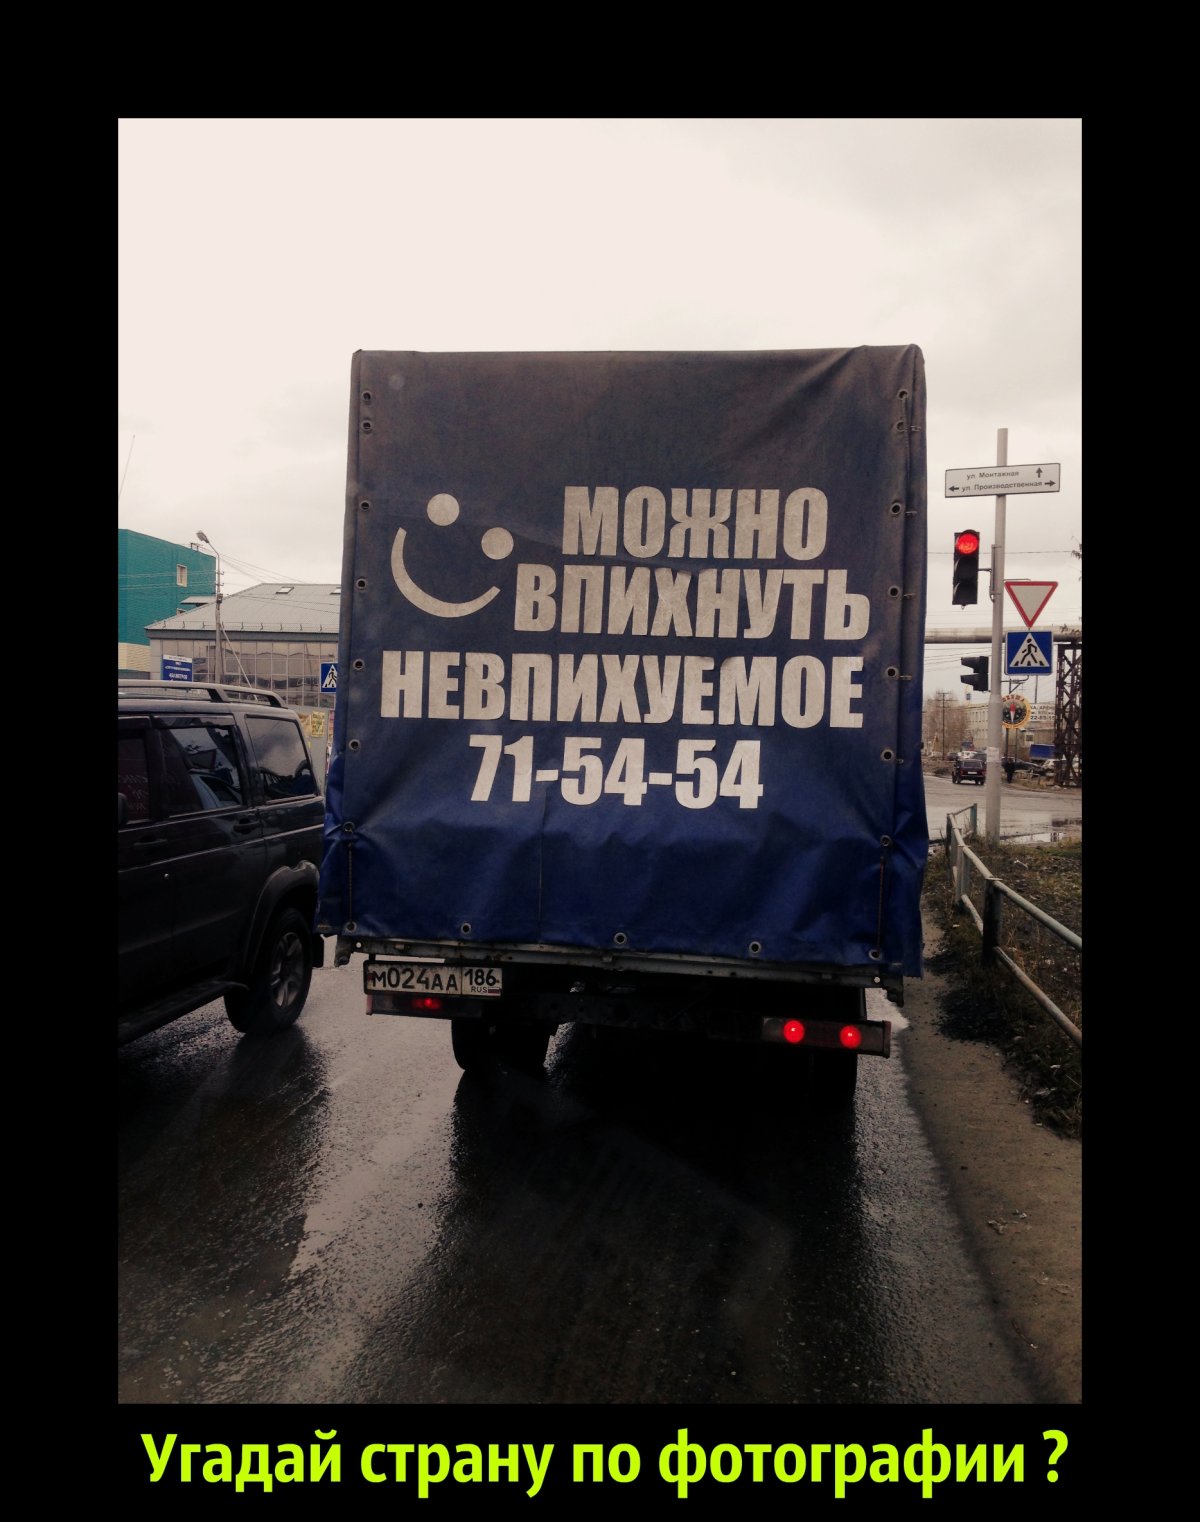 ул Монтажная
ул. Производственная
МОЖНО
ВПИХНУТЬ
НЕВПИХУЕМОЕ
71-54-54
М024АА 186
RUS
Угадай страну по фотографии ?